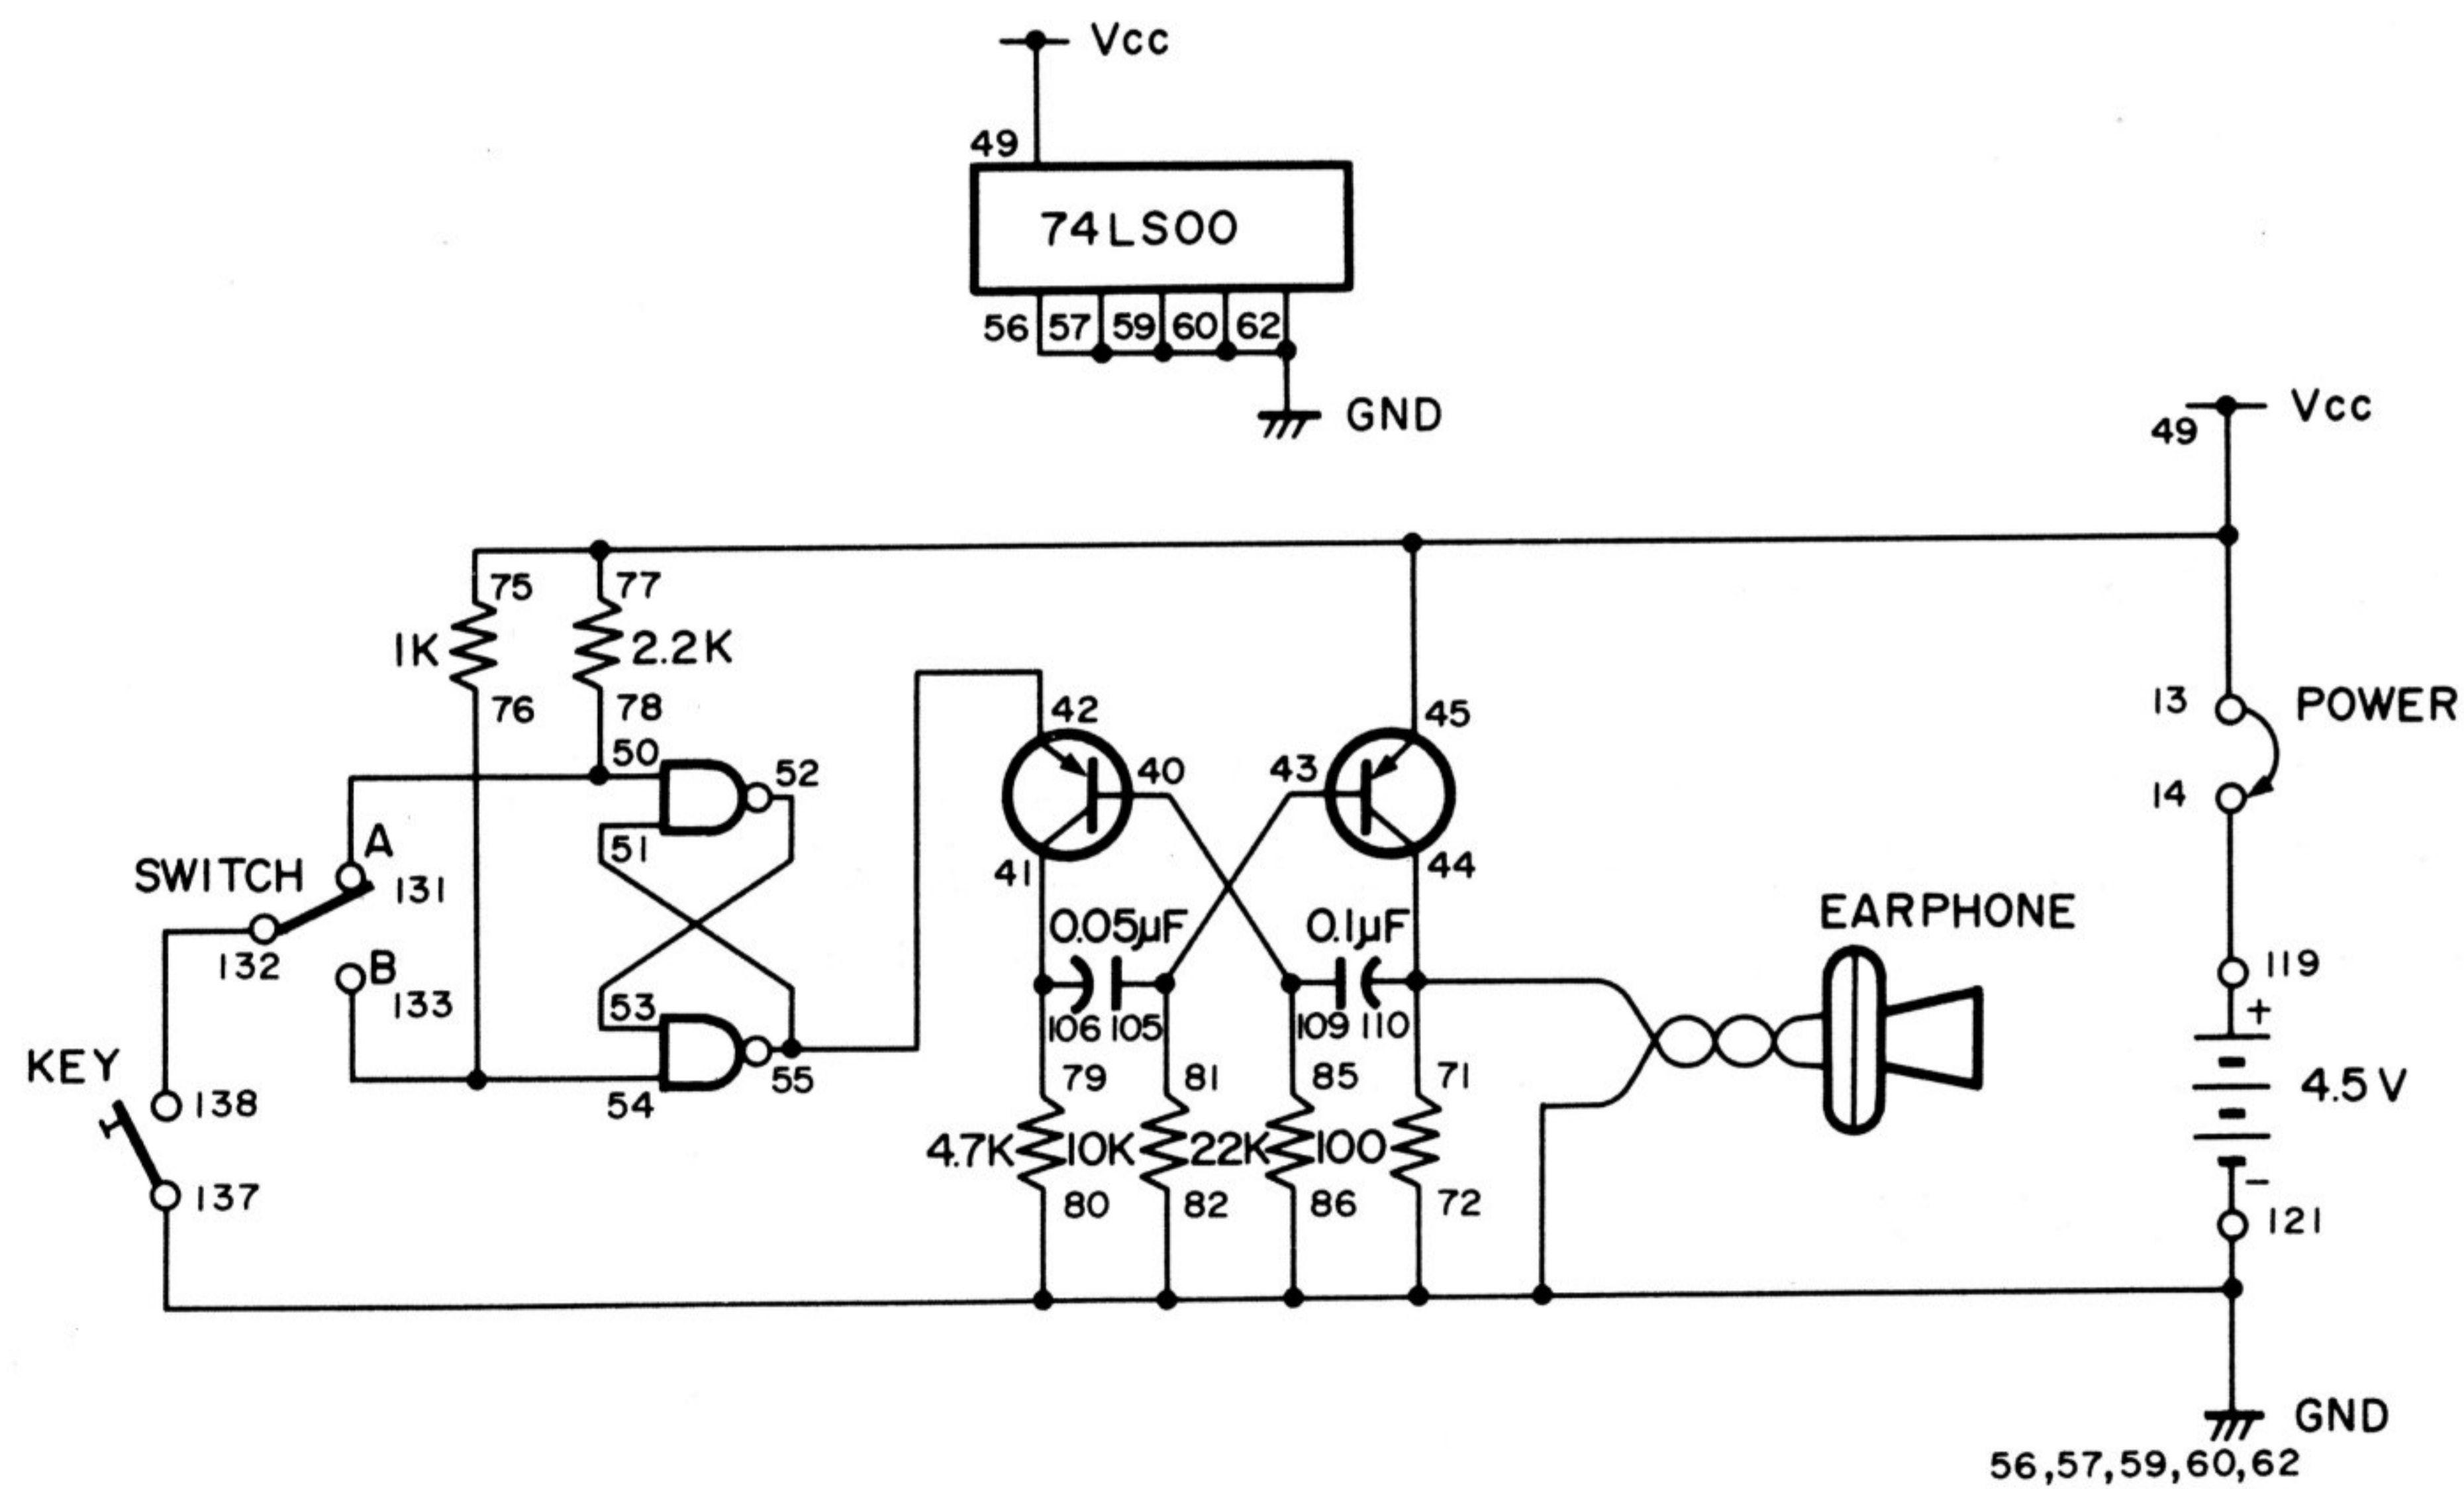 Vcc
49
74LS00
56 57 59 60 62
GND
Vcc
49
75 77
1K 2.2K
76 78
50 52
51
A
SWITCH 131
132
B
133
53
54 55
KEY
138
137
42 45
40 43
41 44
0.05µF 0.1µF
106 105 109 110
79 81 85 71
4.7K 10K 22K 100
80 82 86 72
EARPHONE
13 POWER
14
119
+
4.5V
−
121
GND
56,57,59,60,62